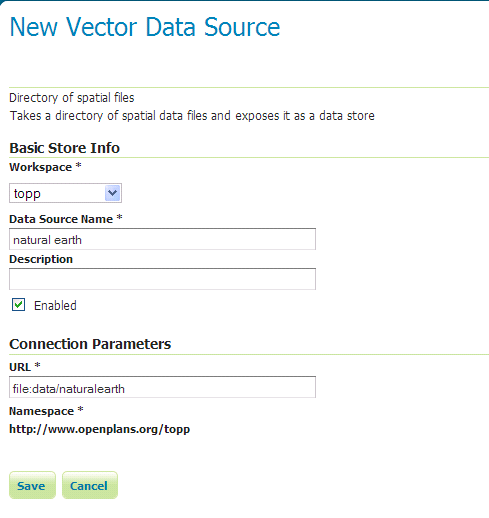 New Vector Data Source
Directory of spatial files
Takes a directory of spatial data files and exposes it as a data store
Basic Store Info
Workspace *
topp
Data Source Name *
natural earth
Description
Enabled
Connection Parameters
URL *
file:data/naturalearth
Namespace *
http://www.openplans.org/topp
Save Cancel